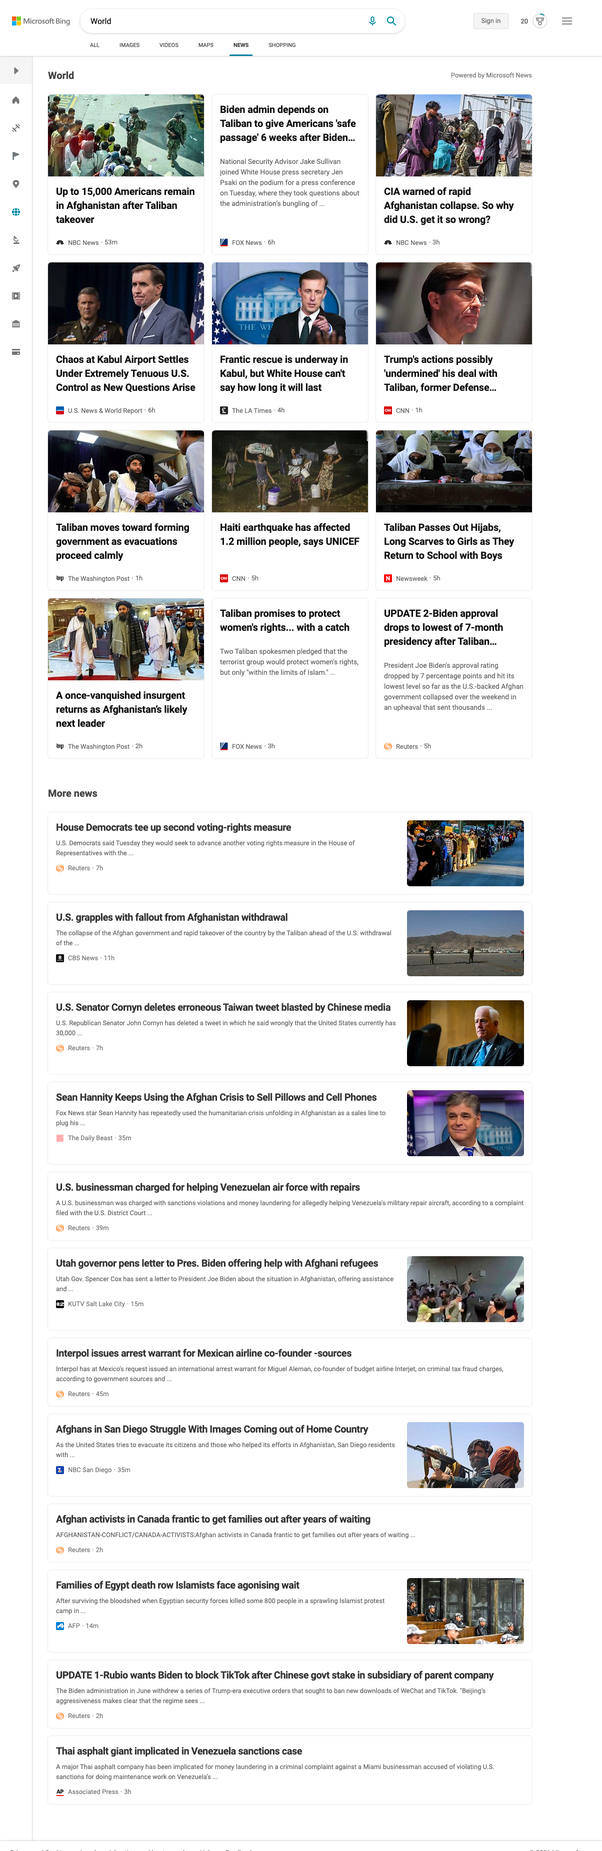 Microsoft Bing
World
Sign in
20
ALL IMAGES VIDEOS MAPS NEWS SHOPPING
World
Powered by Microsoft News
Up to 15,000 Americans remain
in Afghanistan after Taliban
takeover
NBC News · 53m
Biden admin depends on
Taliban to give Americans 'safe
passage' 6 weeks after Biden...
National Security Advisor Jake Sullivan
joined White House press secretary Jen
Psaki on the podium for a press conference
on Tuesday, where they took questions about
the administration's bungling of ...
FOX News · 6h
CIA warned of rapid
Afghanistan collapse. So why
did U.S. get it so wrong?
NBC News · 3h
Chaos at Kabul Airport Settles
Under Extremely Tenuous U.S.
Control as New Questions Arise
U.S. News & World Report · 6h
Frantic rescue is underway in
Kabul, but White House can't
say how long it will last
The LA Times · 4h
Trump's actions possibly
'undermined' his deal with
Taliban, former Defense...
CNN · 1h
Taliban moves toward forming
government as evacuations
proceed calmly
The Washington Post · 1h
Haiti earthquake has affected
1.2 million people, says UNICEF
CNN · 5h
Taliban Passes Out Hijabs,
Long Scarves to Girls as They
Return to School with Boys
Newsweek · 5h
A once-vanquished insurgent
returns as Afghanistan's likely
next leader
The Washington Post · 2h
Taliban promises to protect
women's rights... with a catch
Two Taliban spokesmen pledged that the
terrorist group would protect women's rights,
but only "within the limits of Islam." ...
FOX News · 3h
UPDATE 2-Biden approval
drops to lowest of 7-month
presidency after Taliban...
President Joe Biden's approval rating
dropped by 7 percentage points and hit its
lowest level so far as the U.S.-backed Afghan
government collapsed over the weekend in
an upheaval that sent thousands ...
Reuters · 5h
More news
House Democrats tee up second voting-rights measure
U.S. Democrats said Tuesday they would seek to advance another voting rights measure in the House of
Representatives with the ...
Reuters · 7h
U.S. grapples with fallout from Afghanistan withdrawal
The collapse of the Afghan government and rapid takeover of the country by the Taliban ahead of the U.S. withdrawal
of the ...
CBS News · 11h
U.S. Senator Cornyn deletes erroneous Taiwan tweet blasted by Chinese media
U.S. Republican Senator John Cornyn has deleted a tweet in which he said wrongly that the United States currently has
30,000 ...
Reuters · 7h
Sean Hannity Keeps Using the Afghan Crisis to Sell Pillows and Cell Phones
Fox News star Sean Hannity has repeatedly used the humanitarian crisis unfolding in Afghanistan as a sales line to
plug his ...
The Daily Beast · 35m
U.S. businessman charged for helping Venezuelan air force with repairs
A U.S. businessman was charged with sanctions violations and money laundering for allegedly helping Venezuela's military repair aircraft, according to a complaint
filed with the U.S. District Court ...
Reuters · 39m
Utah governor pens letter to Pres. Biden offering help with Afghani refugees
Utah Gov. Spencer Cox has sent a letter to President Joe Biden about the situation in Afghanistan, offering assistance
and ...
KUTV Salt Lake City · 15m
Interpol issues arrest warrant for Mexican airline co-founder -sources
Interpol has at Mexico's request issued an international arrest warrant for Miguel Aleman, co-founder of budget airline Interjet, on criminal tax fraud charges,
according to government sources and ...
Reuters · 45m
Afghans in San Diego Struggle With Images Coming out of Home Country
As the United States tries to evacuate its citizens and those who helped its efforts in Afghanistan, San Diego residents
with ...
NBC San Diego · 35m
Afghan activists in Canada frantic to get families out after years of waiting
AFGHANISTAN-CONFLICT/CANADA-ACTIVISTS:Afghan activists in Canada frantic to get families out after years of waiting ...
Reuters · 2h
Families of Egypt death row Islamists face agonising wait
After surviving the bloodshed when Egyptian security forces killed some 800 people in a sprawling Islamist protest
camp in ...
AFP · 14m
UPDATE 1-Rubio wants Biden to block TikTok after Chinese govt stake in subsidiary of parent company
The Biden administration in June withdrew a series of Trump-era executive orders that sought to ban new downloads of WeChat and TikTok. "Beijing's
aggressiveness makes clear that the regime sees ...
Reuters · 2h
Thai asphalt giant implicated in Venezuela sanctions case
A major Thai asphalt company has been implicated for money laundering in a criminal complaint against a Miami businessman accused of violating U.S.
sanctions for doing maintenance work on Venezuela's ...
Associated Press · 3h